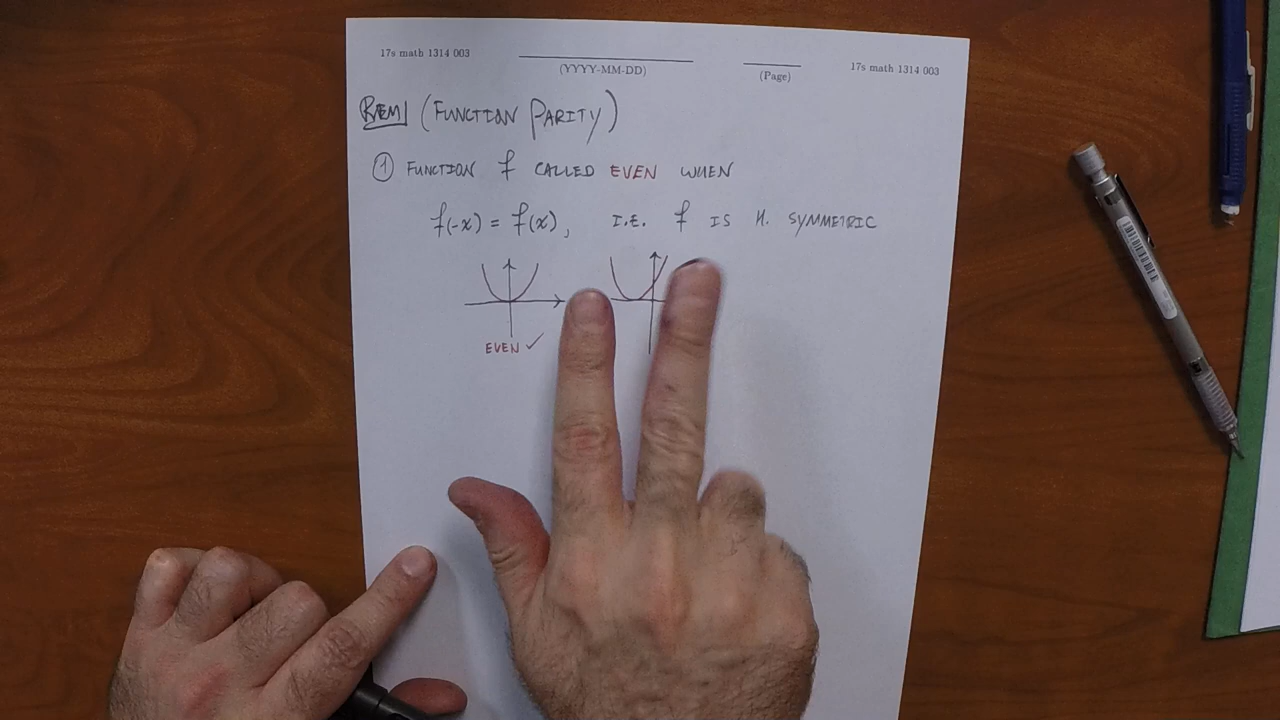 17s math 1314 003 (YYYY-MM-DD) (Page) 17s math 1314 003
REM (FUNCTION PARITY)
① FUNCTION f CALLED EVEN WHEN
f(-x) = f(x), I.E. f IS H. SYMMETRIC
EVEN ✓